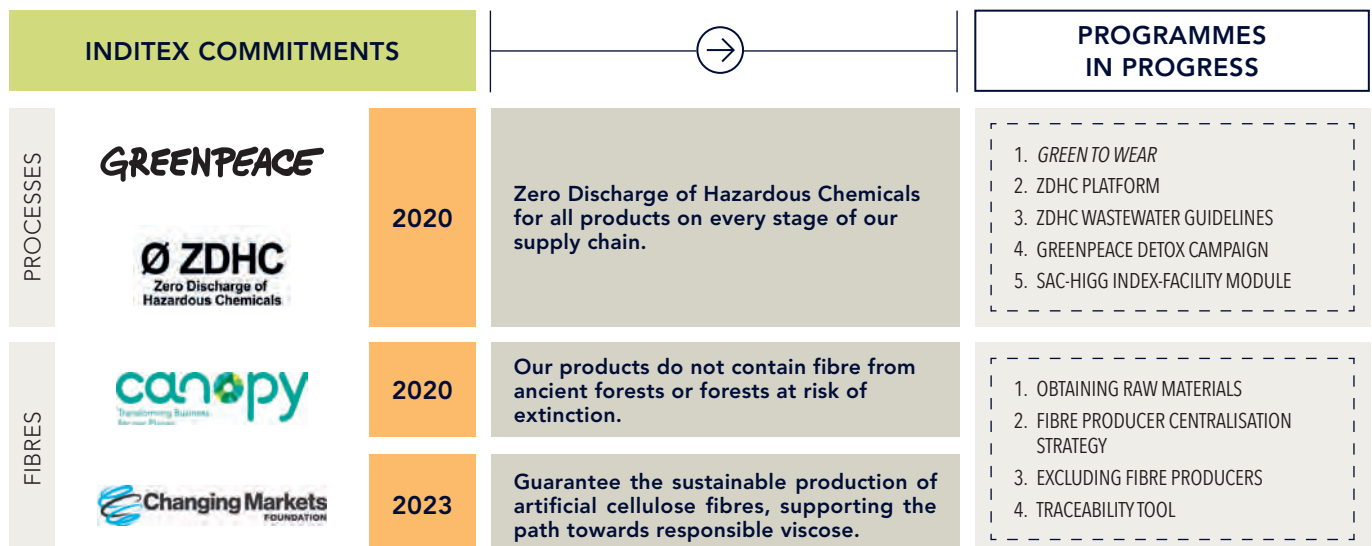 INDITEX COMMITMENTS
PROGRAMMES
IN PROGRESS
PROCESSES
GREENPEACE
Ø ZDHC
Zero Discharge of
Hazardous Chemicals
2020
Zero Discharge of Hazardous Chemicals
for all products on every stage of our
supply chain.
1. GREEN TO WEAR
2. ZDHC PLATFORM
3. ZDHC WASTEWATER GUIDELINES
4. GREENPEACE DETOX CAMPAIGN
5. SAC-HIGG INDEX-FACILITY MODULE
FIBRES
canopy
Transforming Business
For our Planet
2020
Our products do not contain fibre from
ancient forests or forests at risk of
extinction.
Changing Markets
FOUNDATION
2023
Guarantee the sustainable production of
artificial cellulose fibres, supporting the
path towards responsible viscose.
1. OBTAINING RAW MATERIALS
2. FIBRE PRODUCER CENTRALISATION
STRATEGY
3. EXCLUDING FIBRE PRODUCERS
4. TRACEABILITY TOOL